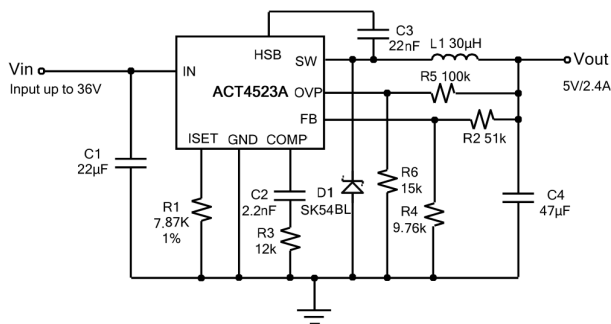 C3
22nF
HSB
SW
L1 30µH
Vin
IN
Vout
Input up to 36V
ACT4523A
OVP
R5 100k
5V/2.4A
FB
R2 51k
ISET
GND
COMP
C1
22µF
R1
7.87K
1%
C2
2.2nF
R3
12k
D1
SK54BL
R6
15k
R4
9.76k
C4
47µF